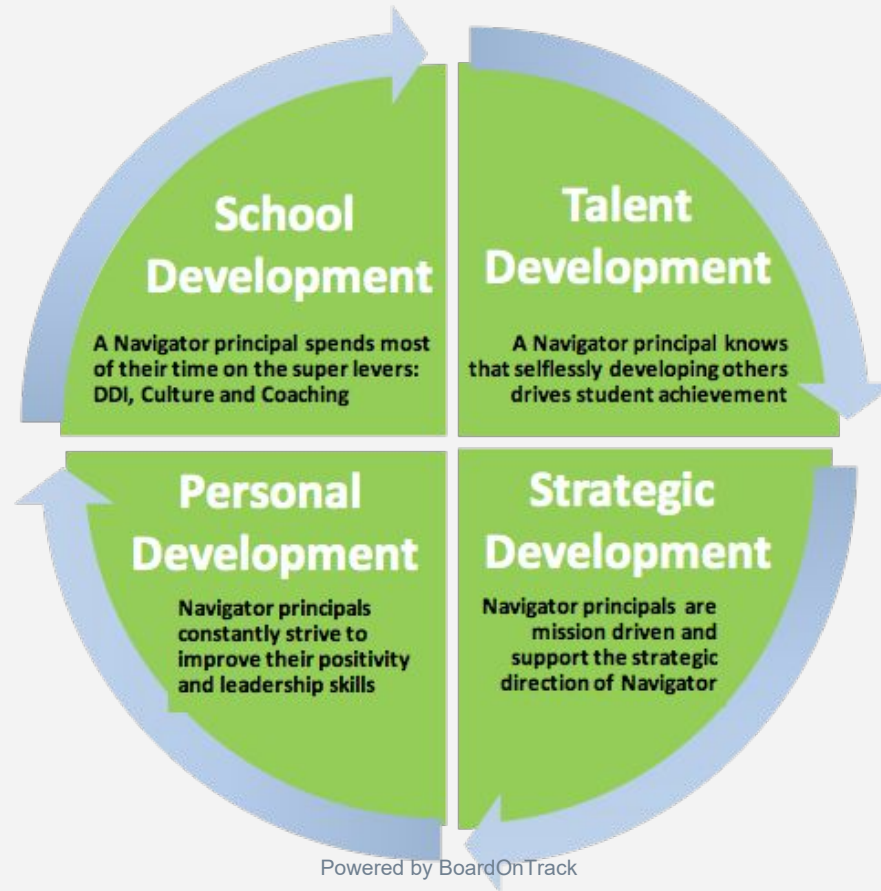 School
Development
A Navigator principal spends most
of their time on the super levers:
DDI, Culture and Coaching
Talent
Development
A Navigator principal knows
that selflessly developing others
drives student achievement
Personal
Development
Navigator principals
constantly strive to
improve their positivity
and leadership skills
Strategic
Development
Navigator principals are
mission driven and
support the strategic
direction of Navigator
Powered by BoardOnTrack